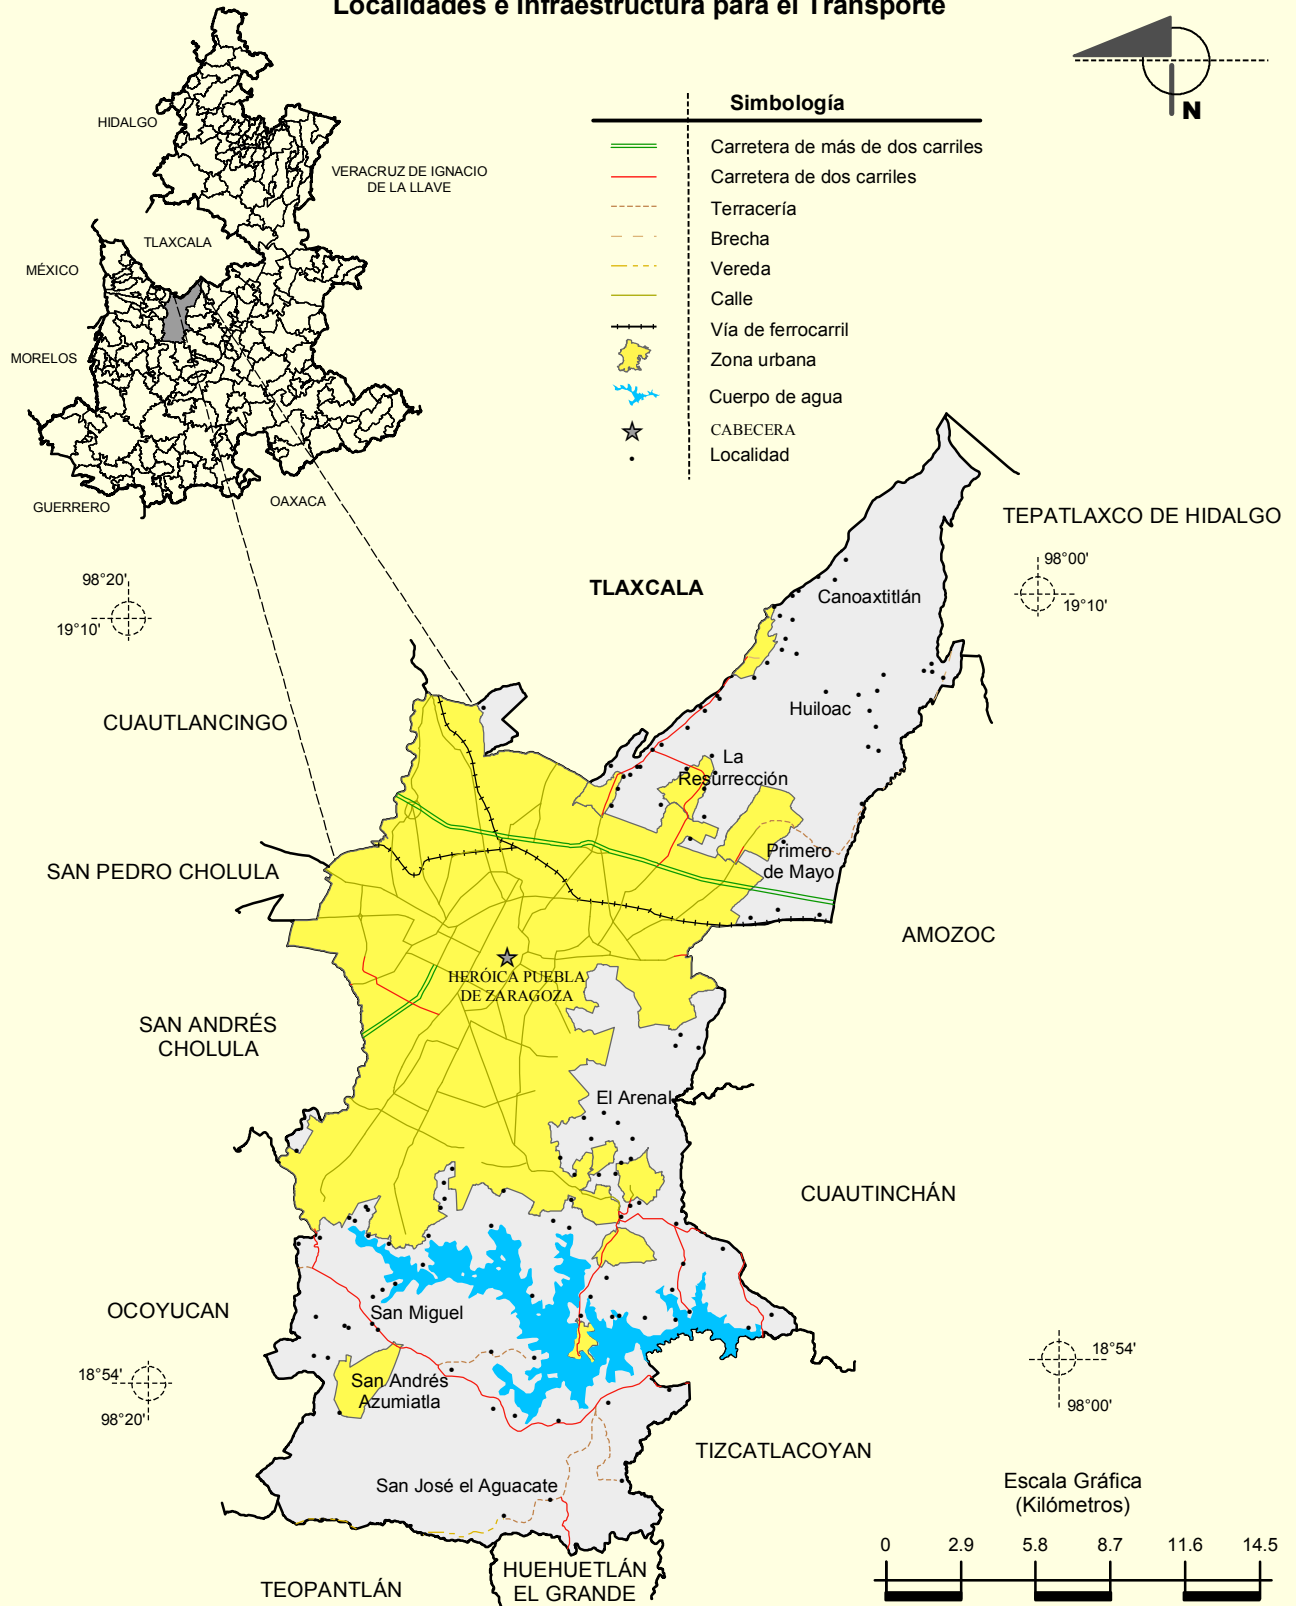 Localidades e Infraestructura para el Transporte
N
Simbología
Carretera de más de dos carriles
Carretera de dos carriles
Terracería
Brecha
Vereda
Calle
Vía de ferrocarril
Zona urbana
Cuerpo de agua
CABECERA
Localidad
HIDALGO
VERACRUZ DE IGNACIO
DE LA LLAVE
TLAXCALA
MÉXICO
MORELOS
GUERRERO
OAXACA
TEPATLAXCO DE HIDALGO
98°20'
19°10'
TLAXCALA
98°00'
19°10'
Canoaxtitlán
CUAUTLANCINGO
Huiloac
La
Resurrección
SAN PEDRO CHOLULA
Primero
de Mayo
AMOZOC
HERÓICA PUEBLA
DE ZARAGOZA
SAN ANDRÉS
CHOLULA
El Arenal
CUAUTINCHÁN
OCOYUCAN
San Miguel
18°54'
98°20'
San Andrés
Azumiatla
18°54'
98°00'
TIZCATLACOYAN
San José el Aguacate
Escala Gráfica
(Kilómetros)
0 2.9 5.8 8.7 11.6 14.5
HUEHUETLÁN
EL GRANDE
TEOPANTLÁN